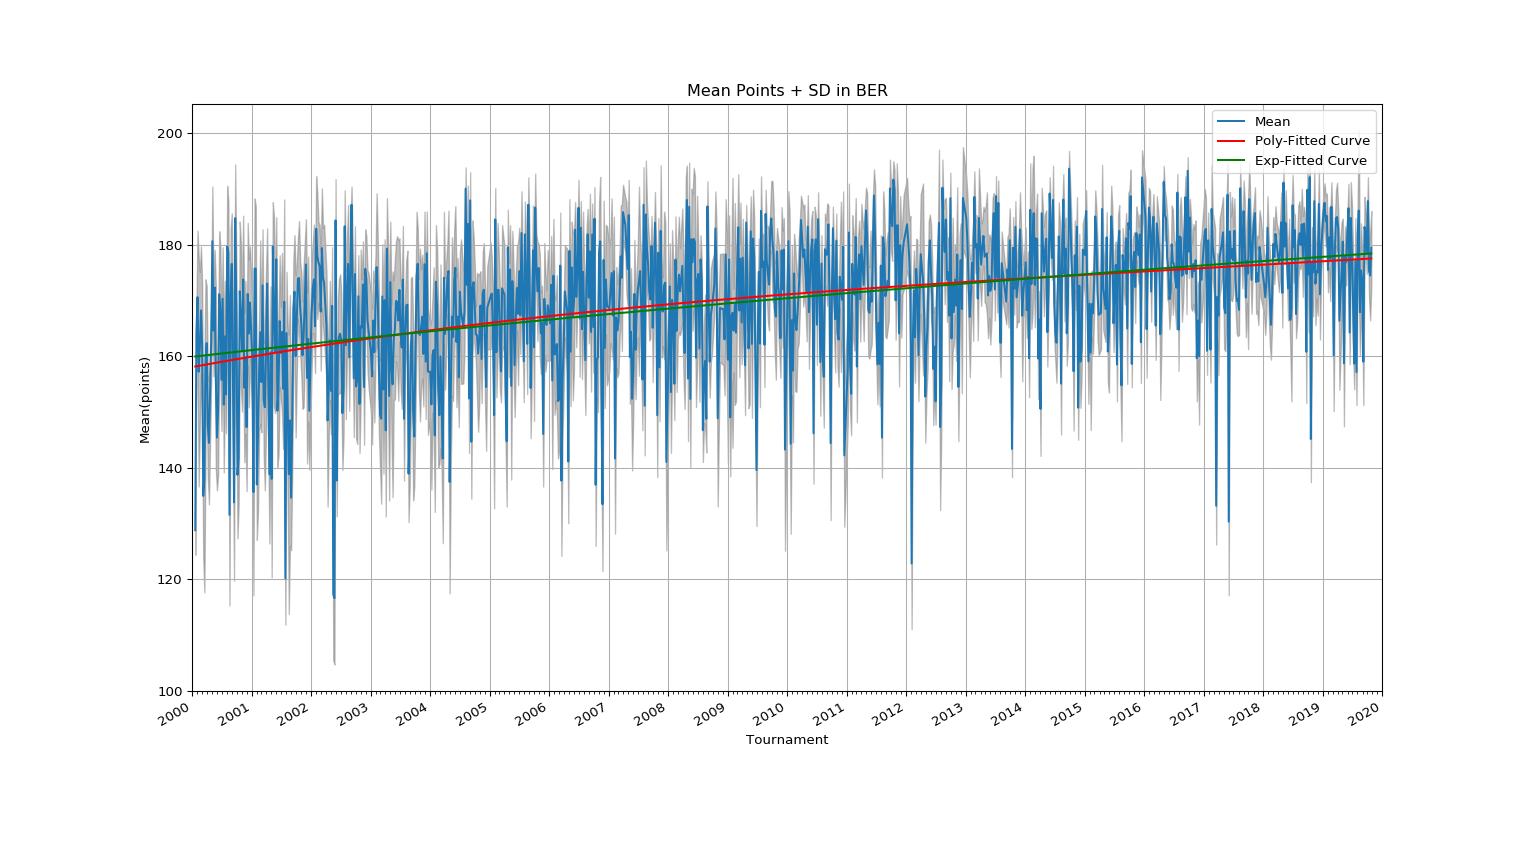 Mean Points + SD in BER
Mean
Poly-Fitted Curve
Exp-Fitted Curve
200
180
160
140
120
100
Mean(points)
2000 2001 2002 2003 2004 2005 2006 2007 2008 2009 2010 2011 2012 2013 2014 2015 2016 2017 2018 2019 2020
Tournament